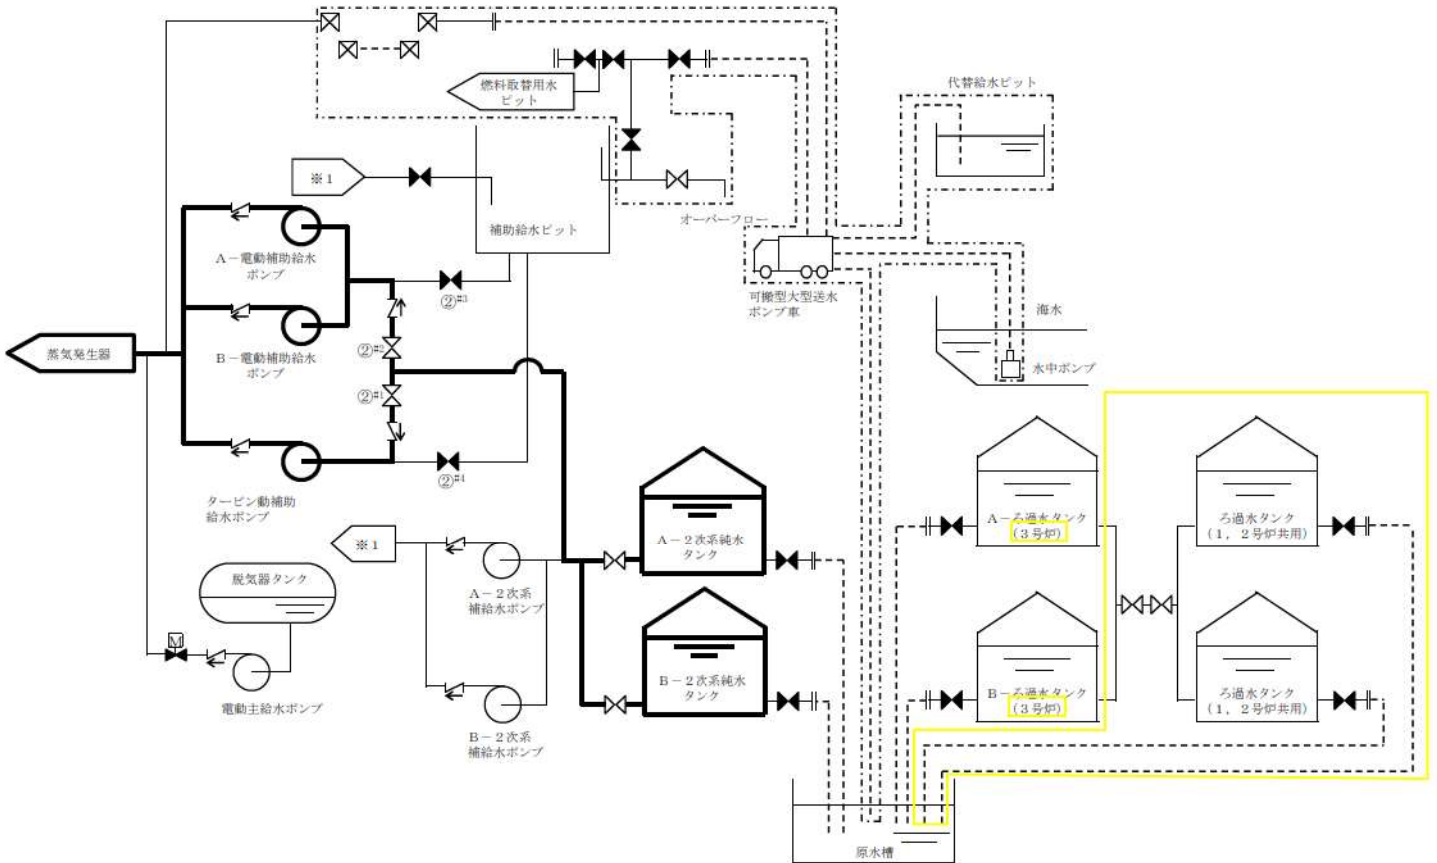 燃料取替用水
ピット
代替給水ピット
※1
補助給水ピット
オーバーフロー
A－電動補助給水
ポンプ
②#3
可搬型大型送水
ポンプ車
海水
蒸気発生器
B－電動補助給水
ポンプ
②#2
②#1
水中ポンプ
②#4
タービン動補助
給水ポンプ
A－ろ過水タンク
(3号炉)
ろ過水タンク
(1, 2号炉共用)
※1
A－2次系純水
タンク
脱気器タンク
A－2次系
補給水ポンプ
M
B－2次系純水
タンク
B－ろ過水タンク
(3号炉)
ろ過水タンク
(1, 2号炉共用)
電動主給水ポンプ
B－2次系
補給水ポンプ
原水槽